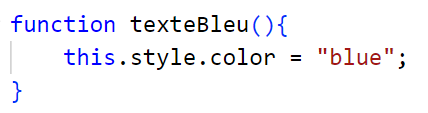 function texteBleu(){
    this.style.color = "blue";
}